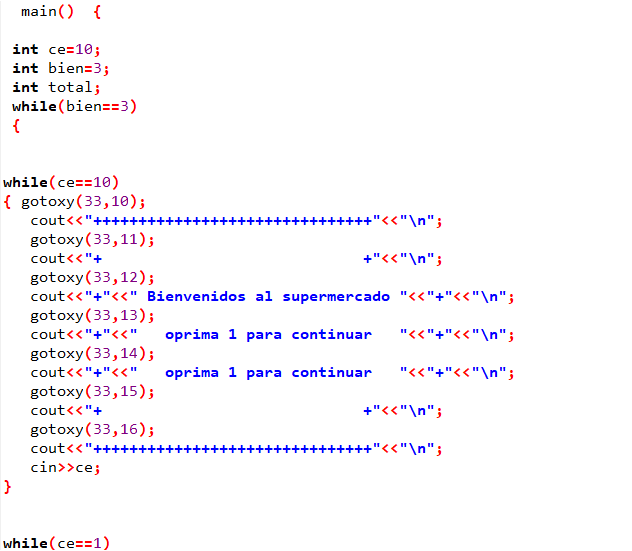 main()  {
int ce=10;
int bien=3;
int total;
while(bien==3)
{
while(ce==10)
{ gotoxy(33,10);
cout<<"+++++++++++++++++++++++++++++++"<<"\n";
gotoxy(33,11);
cout<<"+                             +"<<"\n";
gotoxy(33,12);
cout<<"+"<<" Bienvenidos al supermercado "<<"+"<<"\n";
gotoxy(33,13);
cout<<"+"<<"   oprima 1 para continuar   "<<"+"<<"\n";
gotoxy(33,14);
cout<<"+"<<"   oprima 1 para continuar   "<<"+"<<"\n";
gotoxy(33,15);
cout<<"+                             +"<<"\n";
gotoxy(33,16);
cout<<"+++++++++++++++++++++++++++++++"<<"\n";
cin>>ce;
}
while(ce==1)